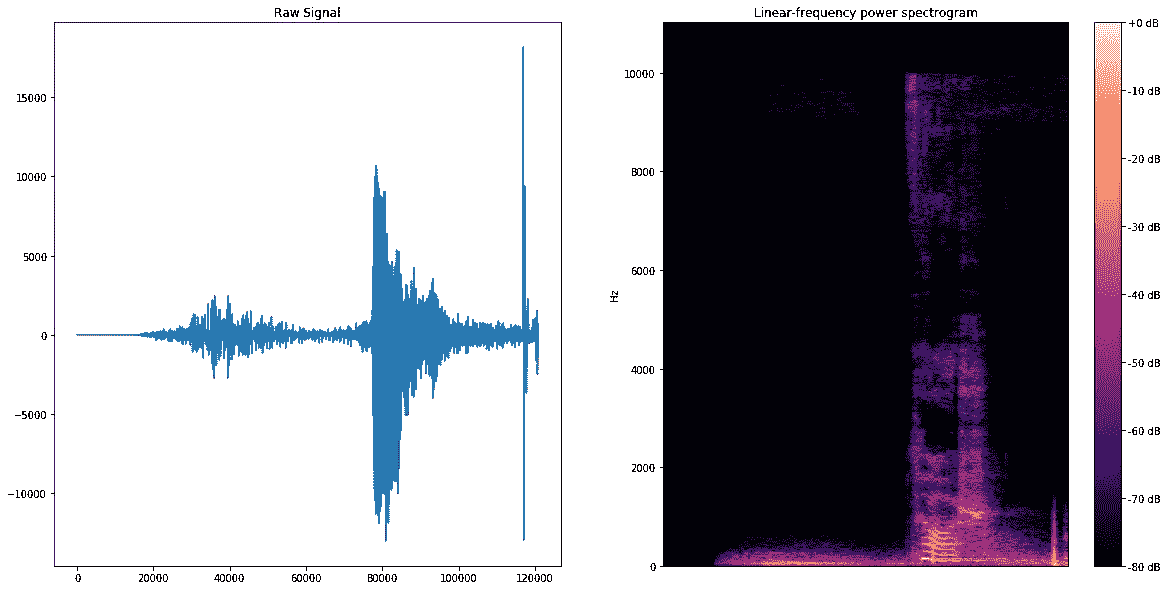 Raw Signal
15000
10000
5000
0
−5000
−10000
0 20000 40000 60000 80000 100000 120000
Linear-frequency power spectrogram
Hz
10000
8000
6000
4000
2000
0
+0 dB
-10 dB
-20 dB
-30 dB
-40 dB
-50 dB
-60 dB
-70 dB
-80 dB